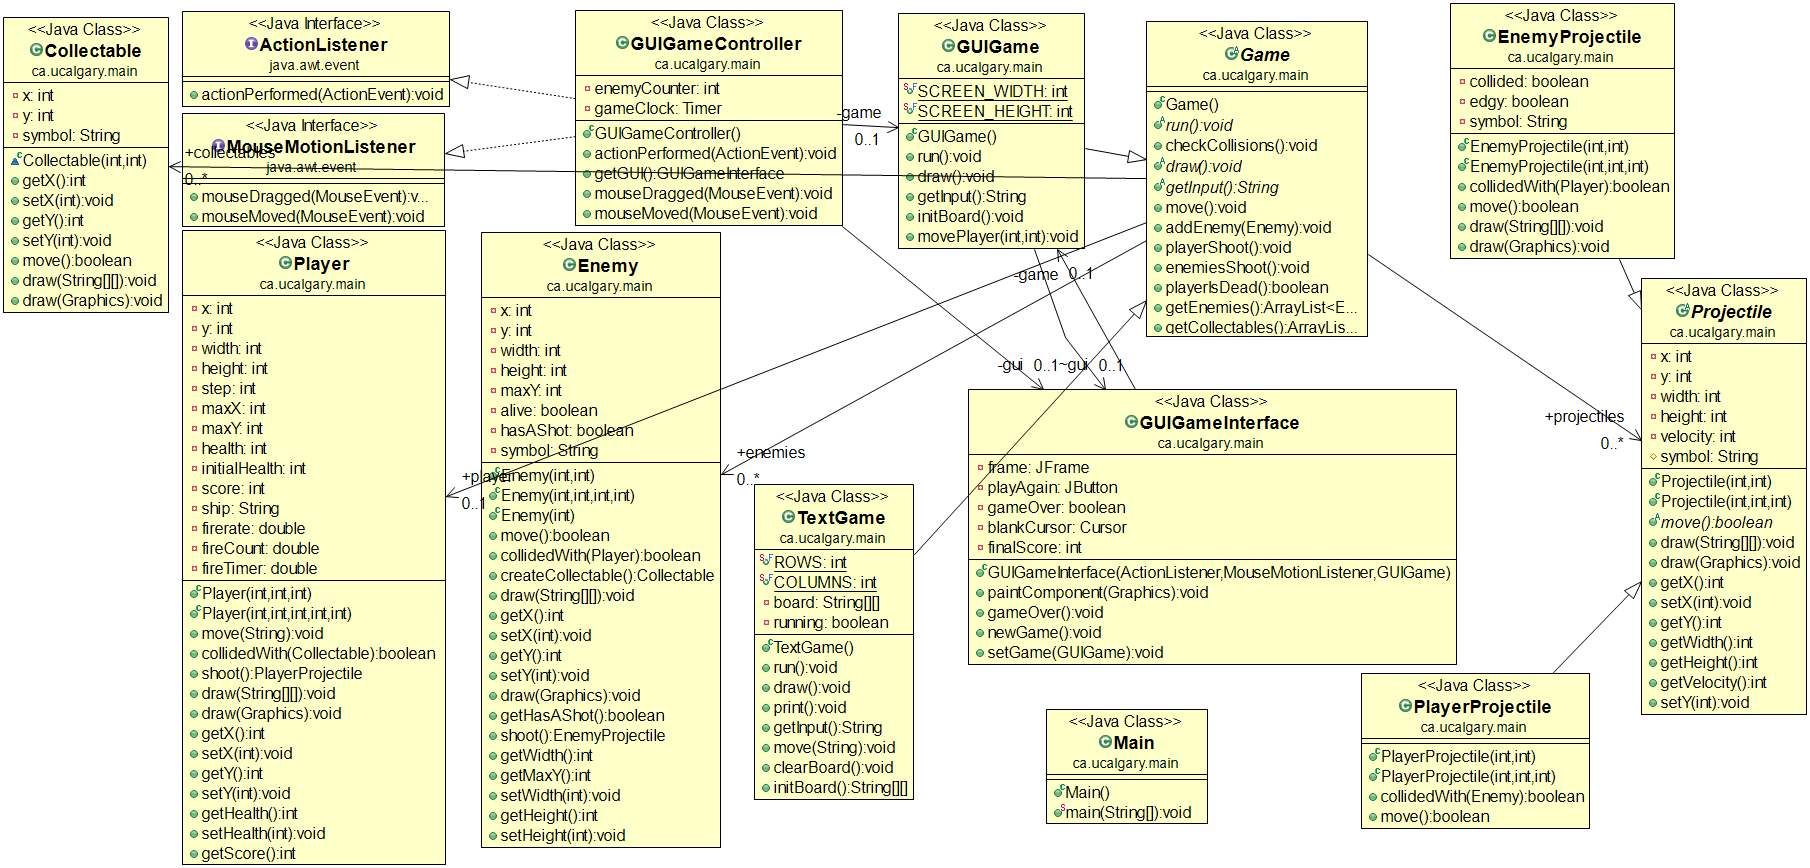 <<Java Class>>
Collectable
ca.ucalgary.main
x: int
y: int
symbol: String
Collectable(int,int)
getX():int
setX(int):void
getY():int
setY(int):void
move():boolean
draw(String[][]):void
draw(Graphics):void
<<Java Interface>>
ActionListener
java.awt.event
actionPerformed(ActionEvent):void
<<Java Interface>>
MouseMotionListener
java.awt.event
mouseDragged(MouseEvent):v...
mouseMoved(MouseEvent):void
+collectables
0..*
<<Java Class>>
GUIGameController
ca.ucalgary.main
enemyCounter: int
gameClock: Timer
GUIGameController()
actionPerformed(ActionEvent):void
getGUI():GUIGameInterface
mouseDragged(MouseEvent):void
mouseMoved(MouseEvent):void
-game
0..1
<<Java Class>>
GUIGame
ca.ucalgary.main
SCREEN_WIDTH: int
SCREEN_HEIGHT: int
GUIGame()
run():void
draw():void
getInput():String
initBoard():void
movePlayer(int,int):void
<<Java Class>>
Game
ca.ucalgary.main
Game()
run():void
checkCollisions():void
draw():void
getInput():String
move():void
addEnemy(Enemy):void
playerShoot():void
enemiesShoot():void
playerIsDead():boolean
getEnemies():ArrayList<E...
getCollectables():ArrayLis...
<<Java Class>>
EnemyProjectile
ca.ucalgary.main
collided: boolean
edgy: boolean
symbol: String
EnemyProjectile(int,int)
EnemyProjectile(int,int,int)
collidedWith(Player):boolean
move():boolean
draw(String[][]):void
draw(Graphics):void
<<Java Class>>
Player
ca.ucalgary.main
x: int
y: int
width: int
height: int
step: int
maxX: int
maxY: int
health: int
initialHealth: int
score: int
ship: String
firerate: double
fireCount: double
fireTimer: double
Player(int,int,int)
Player(int,int,int,int,int)
move(String):void
collidedWith(Collectable):boolean
shoot():PlayerProjectile
draw(String[][]):void
draw(Graphics):void
getX():int
setX(int):void
getY():int
setY(int):void
getHealth():int
setHealth(int):void
getScore():int
+player
0..1
<<Java Class>>
Enemy
ca.ucalgary.main
x: int
y: int
width: int
height: int
maxY: int
alive: boolean
hasAShot: boolean
symbol: String
Enemy(int,int)
Enemy(int,int,int,int)
Enemy(int)
move():boolean
collidedWith(Player):boolean
createCollectable():Collectable
draw(String[][]):void
getX():int
setX(int):void
getY():int
setY(int):void
draw(Graphics):void
getHasAShot():boolean
shoot():EnemyProjectile
getWidth():int
getMaxY():int
setWidth(int):void
getHeight():int
setHeight(int):void
+enemies
0..*
-game 0..1
-gui 0..1
~gui 0..1
<<Java Class>>
TextGame
ca.ucalgary.main
ROWS: int
COLUMNS: int
board: String[][]
running: boolean
TextGame()
run():void
draw():void
print():void
getInput():String
move(String):void
clearBoard():void
initBoard():String[][]
<<Java Class>>
GUIGameInterface
ca.ucalgary.main
frame: JFrame
playAgain: JButton
gameOver: boolean
blankCursor: Cursor
finalScore: int
GUIGameInterface(ActionListener,MouseMotionListener,GUIGame)
paintComponent(Graphics):void
gameOver():void
newGame():void
setGame(GUIGame):void
+projectiles
0..*
<<Java Class>>
Projectile
ca.ucalgary.main
x: int
y: int
width: int
height: int
velocity: int
symbol: String
Projectile(int,int)
Projectile(int,int,int)
move():boolean
draw(String[][]):void
draw(Graphics):void
getX():int
setX(int):void
getY():int
getWidth():int
getHeight():int
getVelocity():int
setY(int):void
<<Java Class>>
Main
ca.ucalgary.main
Main()
main(String[]):void
<<Java Class>>
PlayerProjectile
ca.ucalgary.main
PlayerProjectile(int,int)
PlayerProjectile(int,int,int)
collidedWith(Enemy):boolean
move():boolean